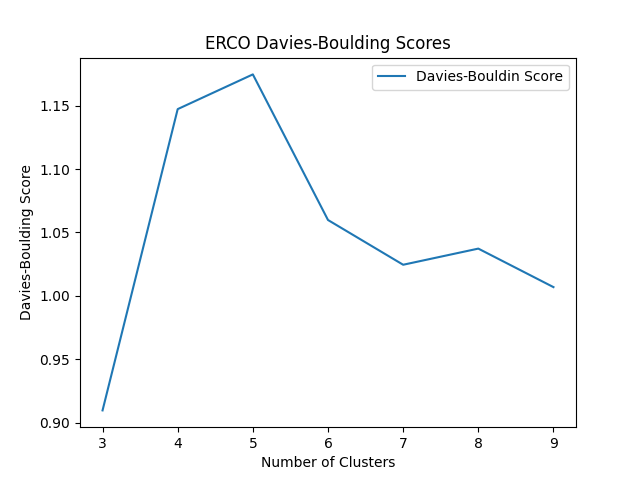 ERCO Davies-Boulding Scores
Davies-Bouldin Score
Davies-Boulding Score
1.15
1.10
1.05
1.00
0.95
0.90
3 4 5 6 7 8 9
Number of Clusters